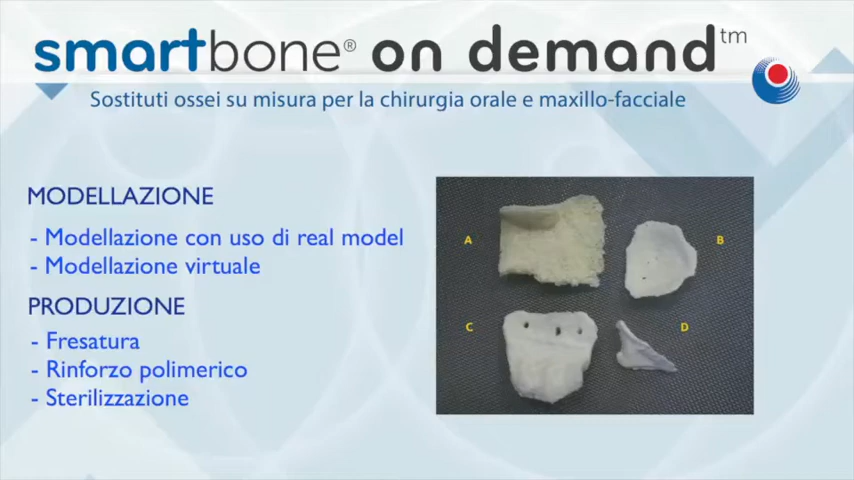 smartbone® on demand™
Sostituti ossei su misura per la chirurgia orale e maxillo-facciale
MODELLAZIONE
- Modellazione con uso di real model
- Modellazione virtuale
PRODUZIONE
- Fresatura
- Rinforzo polimerico
- Sterilizzazione
A
B
C
D